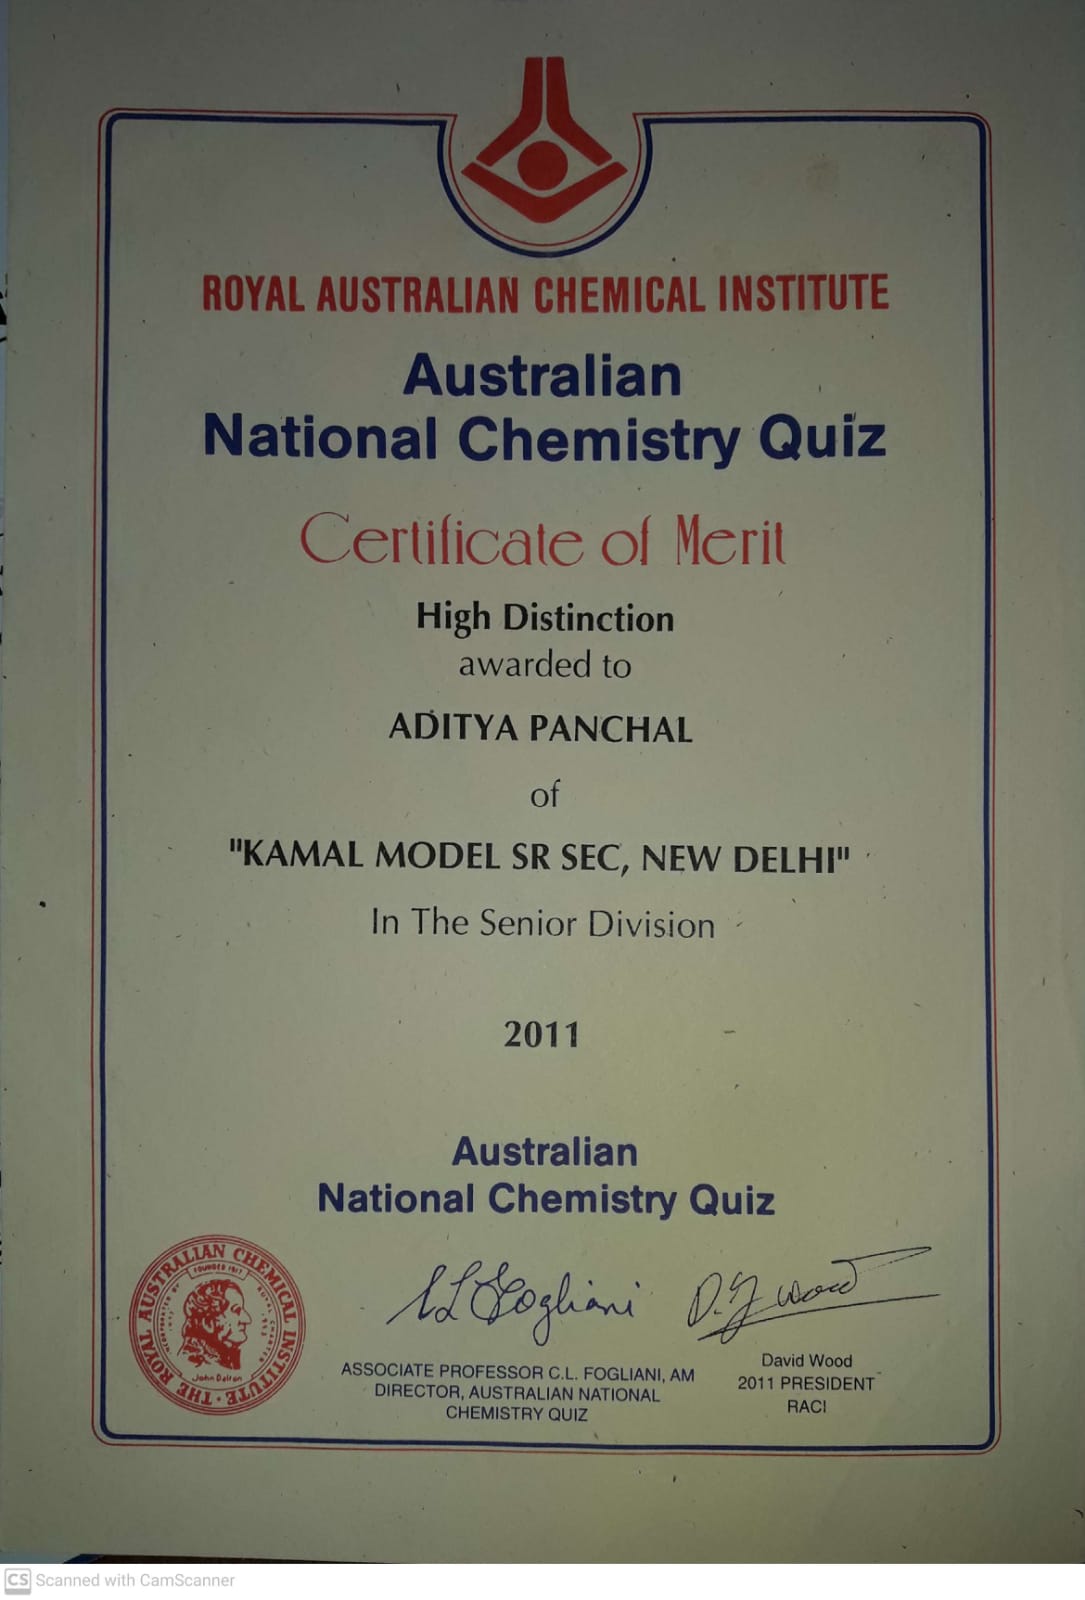 ROYAL AUSTRALIAN CHEMICAL INSTITUTE
Australian
National Chemistry Quiz
Certificate of Merit
High Distinction
awarded to
ADITYA PANCHAL
of
"KAMAL MODEL SR SEC, NEW DELHI"
In The Senior Division
2011
Australian
National Chemistry Quiz
THE ROYAL AUSTRALIAN CHEMICAL INSTITUTE
FOUNDED 1917
John Dalton
CL Fogliani
ASSOCIATE PROFESSOR C.L. FOGLIANI, AM
DIRECTOR, AUSTRALIAN NATIONAL
CHEMISTRY QUIZ
Wood
David Wood
2011 PRESIDENT
RACI
CS Scanned with CamScanner